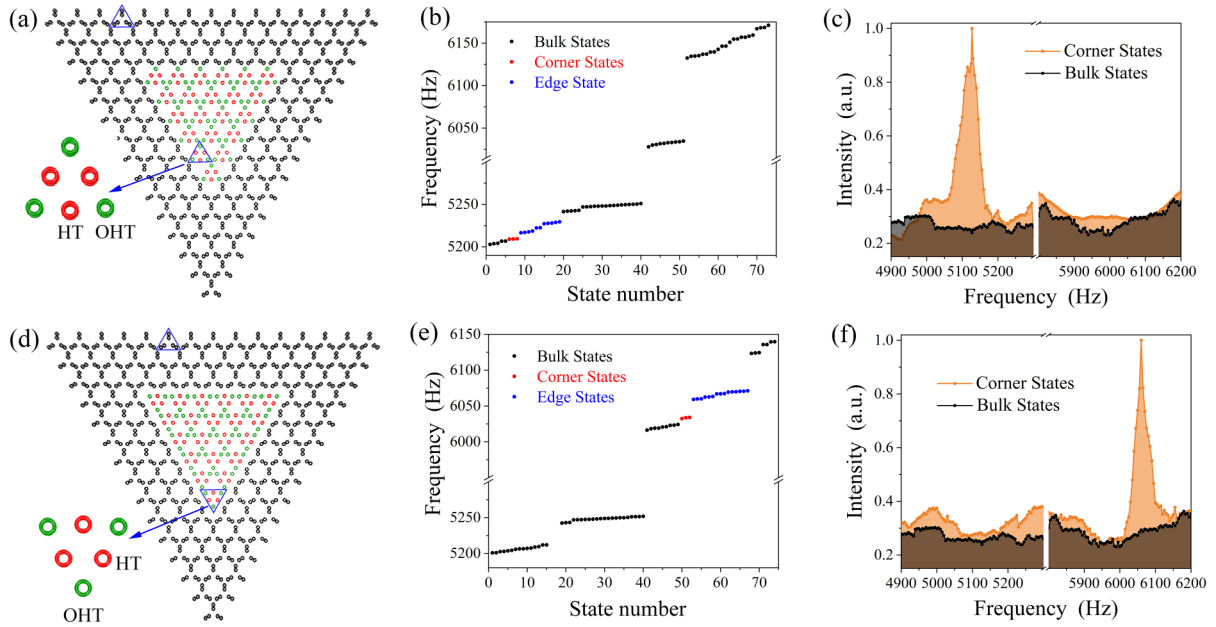 (a)
HT
OHT
(b)
Bulk States
Corner States
Edge State
Frequency (Hz)
6150
6050
5250
5200
0
10
20
30
40
50
60
70
State number
(c)
Corner States
Bulk States
Intensity (a.u.)
1.0
0.8
0.6
0.4
0.2
4900
5000
5100
5200
5900
6000
6100
6200
Frequency (Hz)
(d)
HT
OHT
(e)
Bulk States
Corner States
Edge States
Frequency (Hz)
6150
6100
6050
6000
5250
5200
0
10
20
30
40
50
60
70
State number
(f)
Corner States
Bulk States
Intensity (a.u.)
1.0
0.8
0.6
0.4
0.2
4900
5000
5100
5200
5900
6000
6100
6200
Frequency (Hz)